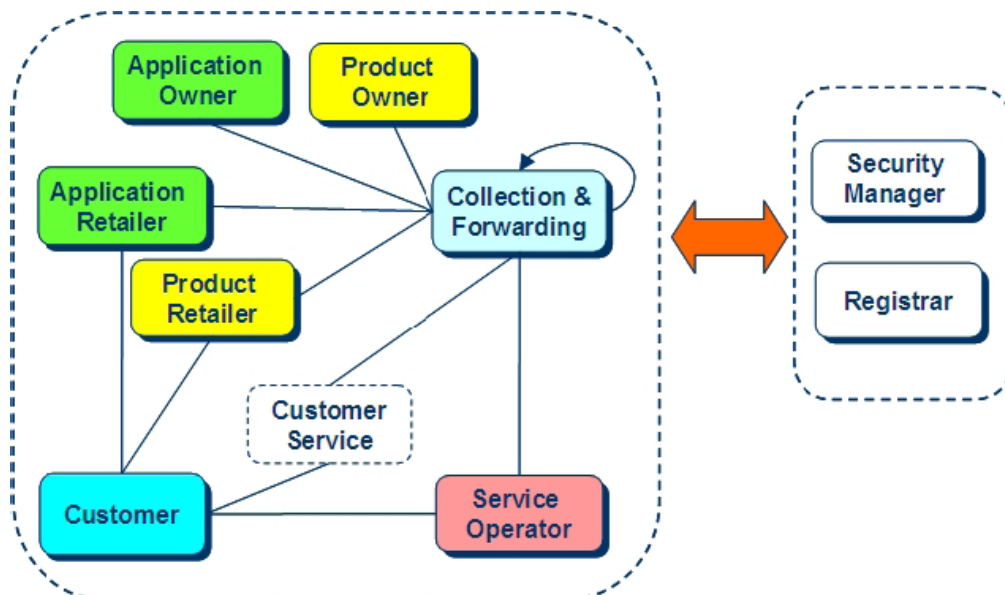 Application
Owner
Product
Owner
Application
Retailer
Collection &
Forwarding
Product
Retailer
Customer
Service
Customer
Service
Operator
Security
Manager
Registrar